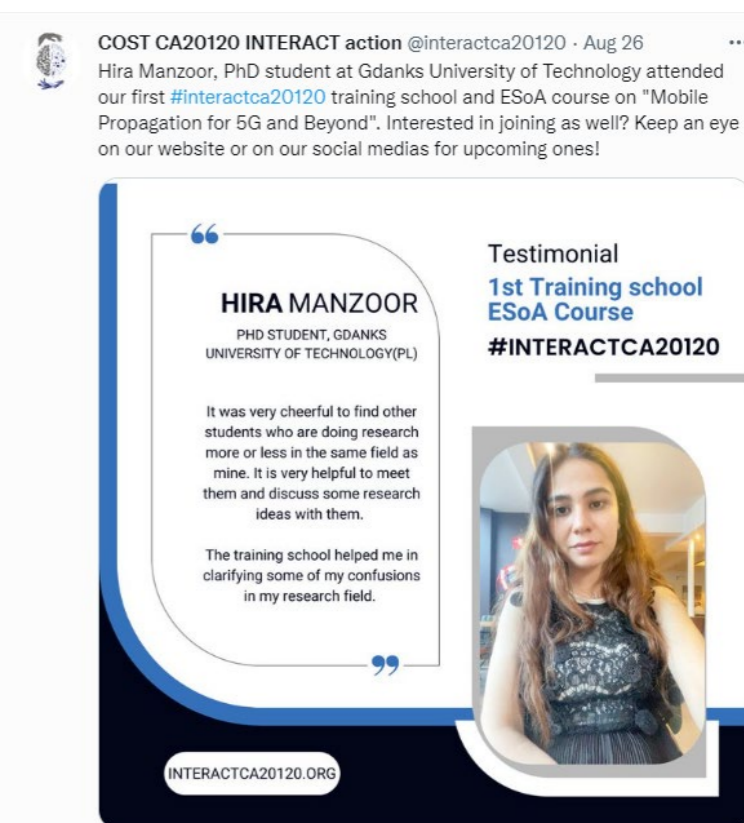 COST CA20120 INTERACT action @interactca20120 · Aug 26
Hira Manzoor, PhD student at Gdanks University of Technology attended
our first #interactca20120 training school and ESoA course on "Mobile
Propagation for 5G and Beyond". Interested in joining as well? Keep an eye
on our website or on our social medias for upcoming ones!
HIRA MANZOOR
PHD STUDENT, GDANKS
UNIVERSITY OF TECHNOLOGY(PL)
It was very cheerful to find other
students who are doing research
more or less in the same field as
mine. It is very helpful to meet
them and discuss some research
ideas with them.
The training school helped me in
clarifying some of my confusions
in my research field.
Testimonial
1st Training school
ESoA Course
#INTERACTCA20120
INTERACTCA20120.ORG